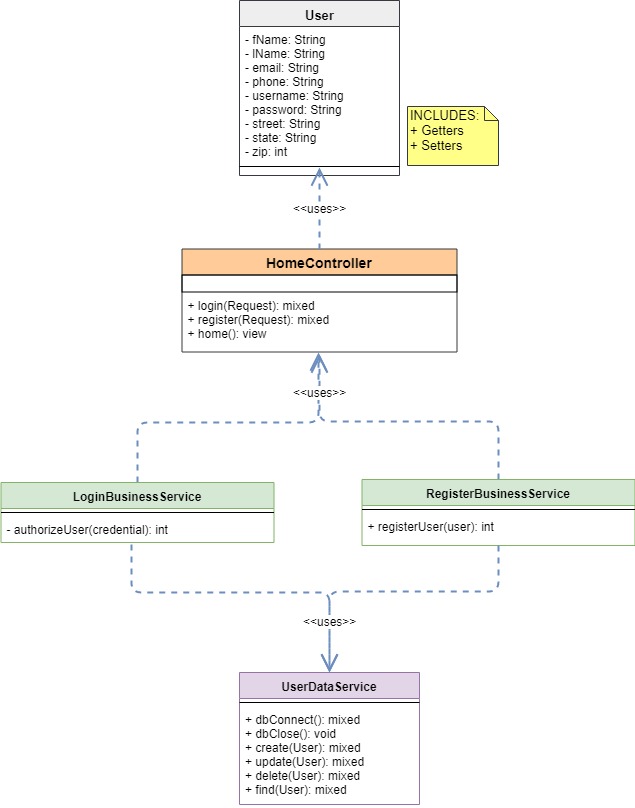 User
- fName: String
- lName: String
- email: String
- phone: String
- username: String
- password: String
- street: String
- state: String
- zip: int
INCLUDES:
+ Getters
+ Setters
<<uses>>
HomeController
+ login(Request): mixed
+ register(Request): mixed
+ home(): view
<<uses>>
LoginBusinessService
- authorizeUser(credential): int
RegisterBusinessService
+ registerUser(user): int
<<uses>>
UserDataService
+ dbConnect(): mixed
+ dbClose(): void
+ create(User): mixed
+ update(User): mixed
+ delete(User): mixed
+ find(User): mixed